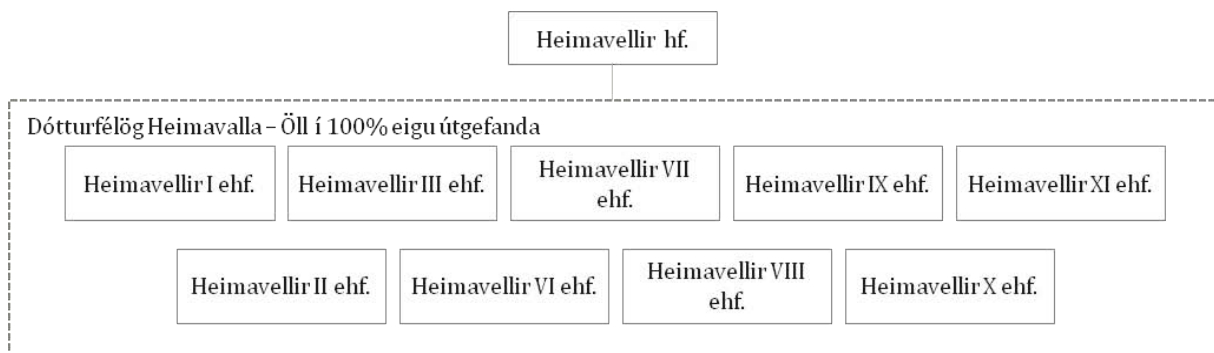 Heimavellir hf.
Dótturfélög Heimavalla – Öll í 100% eigu útgefanda
Heimavellir I ehf.
Heimavellir III ehf.
Heimavellir VII
ehf.
Heimavellir IX ehf.
Heimavellir XI ehf.
Heimavellir II ehf.
Heimavellir VI ehf.
Heimavellir VIII
ehf.
Heimavellir X ehf.